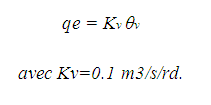 qe = Kv θv
avec Kv=0.1 m3/s/rd.